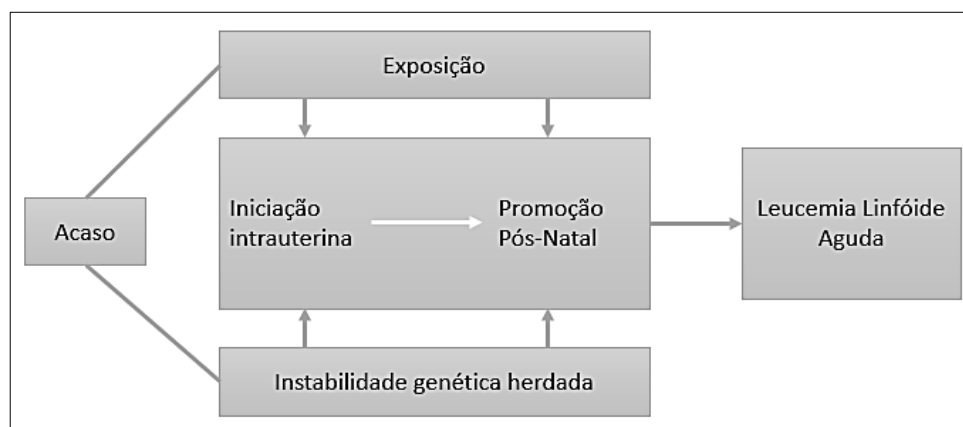 Exposição
Acaso
Iniciação
intrauterina
Promoção
Pós-Natal
Leucemia Linfóide
Aguda
Instabilidade genética herdada